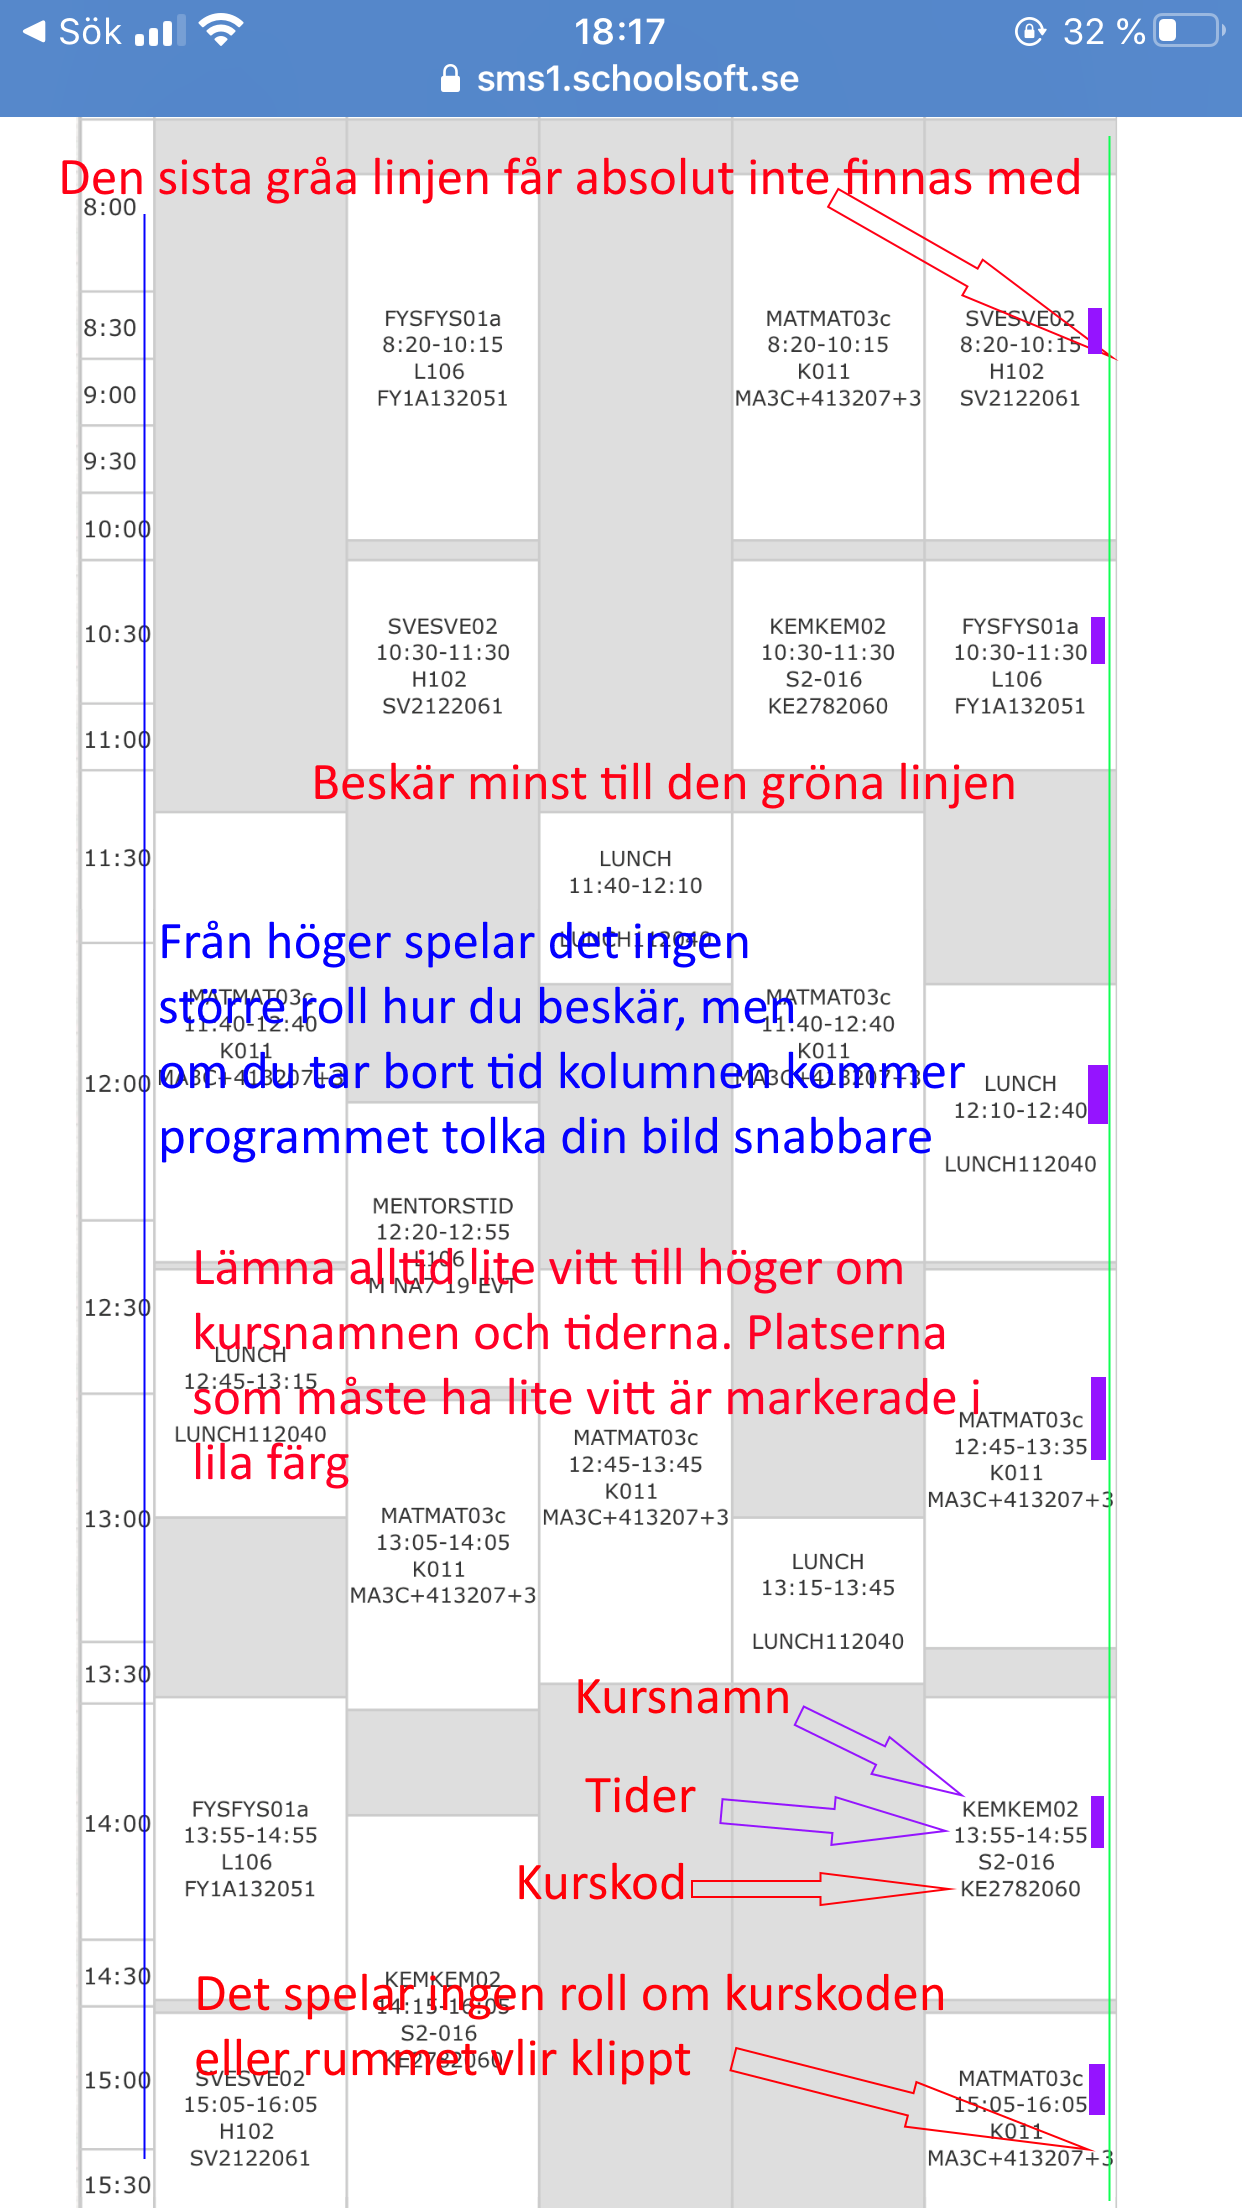 Sök
18:17
32 %
sms1.schoolsoft.se
Den sista gråa linjen får absolut inte finnas med
8:00
8:30
9:00
9:30
10:00
10:30
11:00
11:30
12:00
12:30
13:00
13:30
14:00
14:30
15:00
15:30
MATMAT03c
11:40-12:40
K011
MA3C+413207+3
LUNCH
12:45-13:15
LUNCH112040
FYSFYS01a
13:55-14:55
L106
FY1A132051
SVESVE02
15:05-16:05
H102
SV2122061
FYSFYS01a
8:20-10:15
L106
FY1A132051
SVESVE02
10:30-11:30
H102
SV2122061
MENTORSTID
12:20-12:55
L106
M NA7 19 EVT
MATMAT03c
13:05-14:05
K011
MA3C+413207+3
KEMKEM02
14:15-16:05
S2-016
KE2782060
LUNCH
11:40-12:10
LUNCH112040
MATMAT03c
12:45-13:45
K011
MA3C+413207+3
MATMAT03c
8:20-10:15
K011
MA3C+413207+3
KEMKEM02
10:30-11:30
S2-016
KE2782060
MATMAT03c
11:40-12:40
K011
MA3C+413207+3
LUNCH
13:15-13:45
LUNCH112040
SVESVE02
8:20-10:15
H102
SV2122061
FYSFYS01a
10:30-11:30
L106
FY1A132051
LUNCH
12:10-12:40
LUNCH112040
MATMAT03c
12:45-13:35
K011
MA3C+413207+3
KEMKEM02
13:55-14:55
S2-016
KE2782060
MATMAT03c
15:05-16:05
K011
MA3C+413207+3
Beskär minst till den gröna linjen
Från höger spelar det ingen
större roll hur du beskär, men
om du tar bort tid kolumnen kommer
programmet tolka din bild snabbare
Lämna alltid lite vitt till höger om
kursnamnen och tiderna. Platserna
som måste ha lite vitt är markerade i
lila färg
Kursnamn
Tider
Kurskod
Det spelar ingen roll om kurskoden
eller rummet vlir klippt